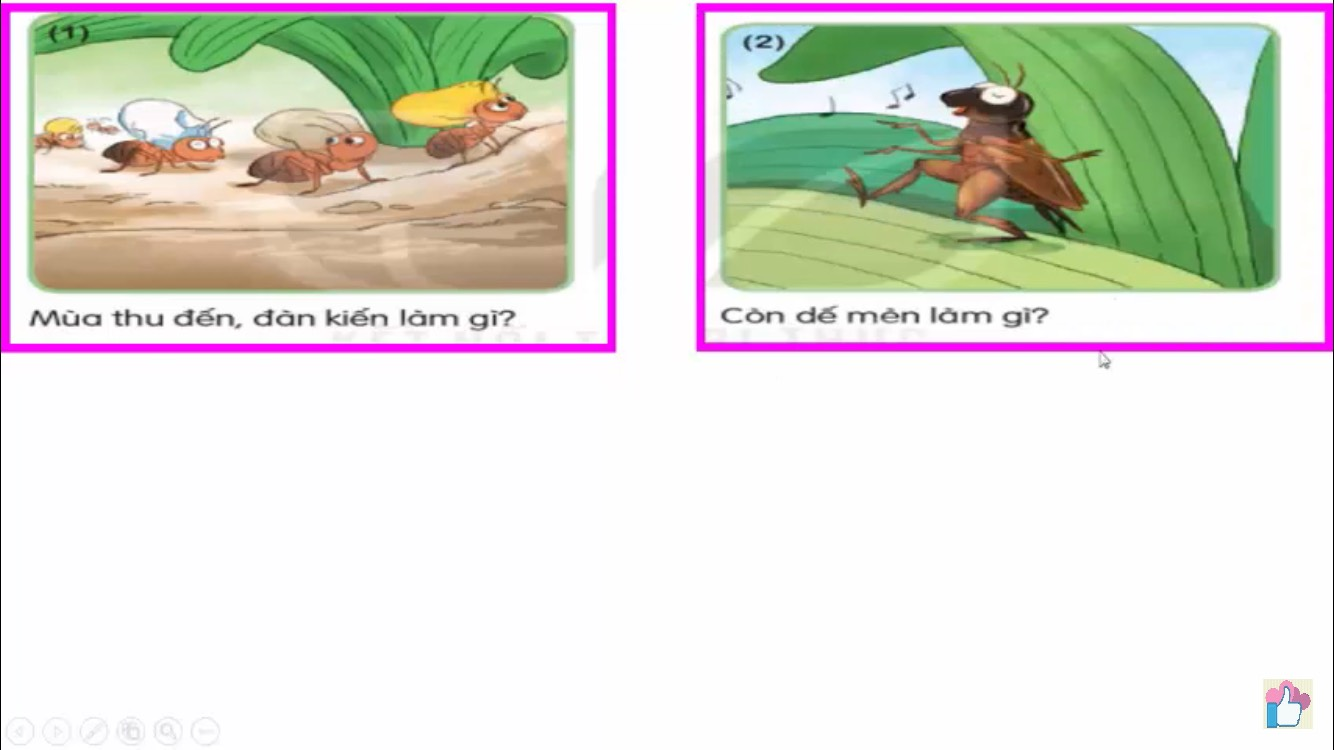 (1)
Mùa thu đến, đàn kiến làm gì?
(2)
Còn dế mèn làm gì?